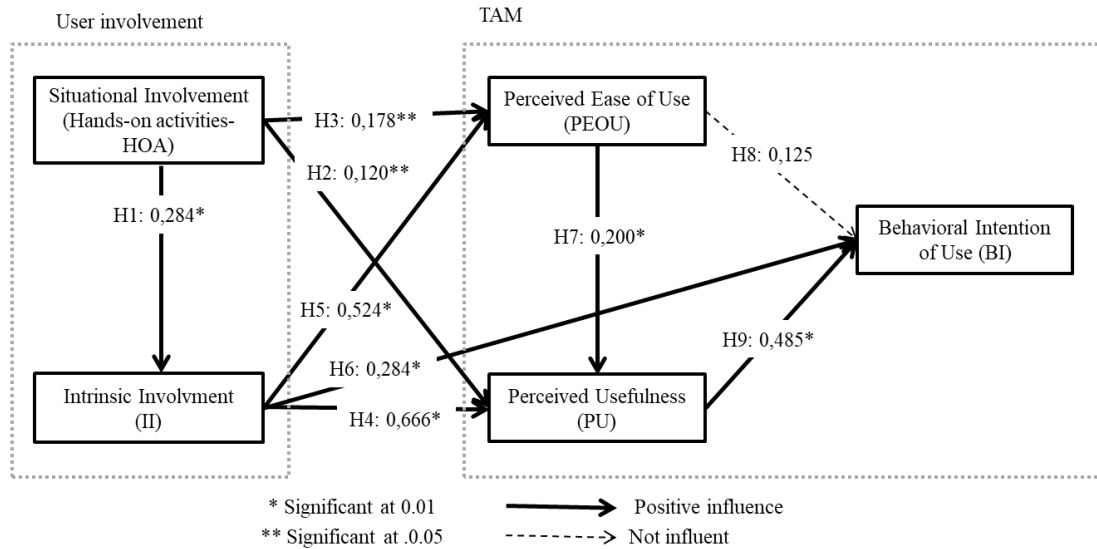 User involvement
TAM
Situational Involvement
(Hands-on activities-
HOA)
Perceived Ease of Use
(PEOU)
H3: 0,178**
H8: 0,125
H2: 0,120**
H1: 0,284*
H7: 0,200*
Behavioral Intention
of Use (BI)
H5: 0,524*
H9: 0,485*
H6: 0,284*
Intrinsic Involvment
(II)
Perceived Usefulness
(PU)
H4: 0,666*
* Significant at 0.01
Positive influence
** Significant at .0.05
Not influent